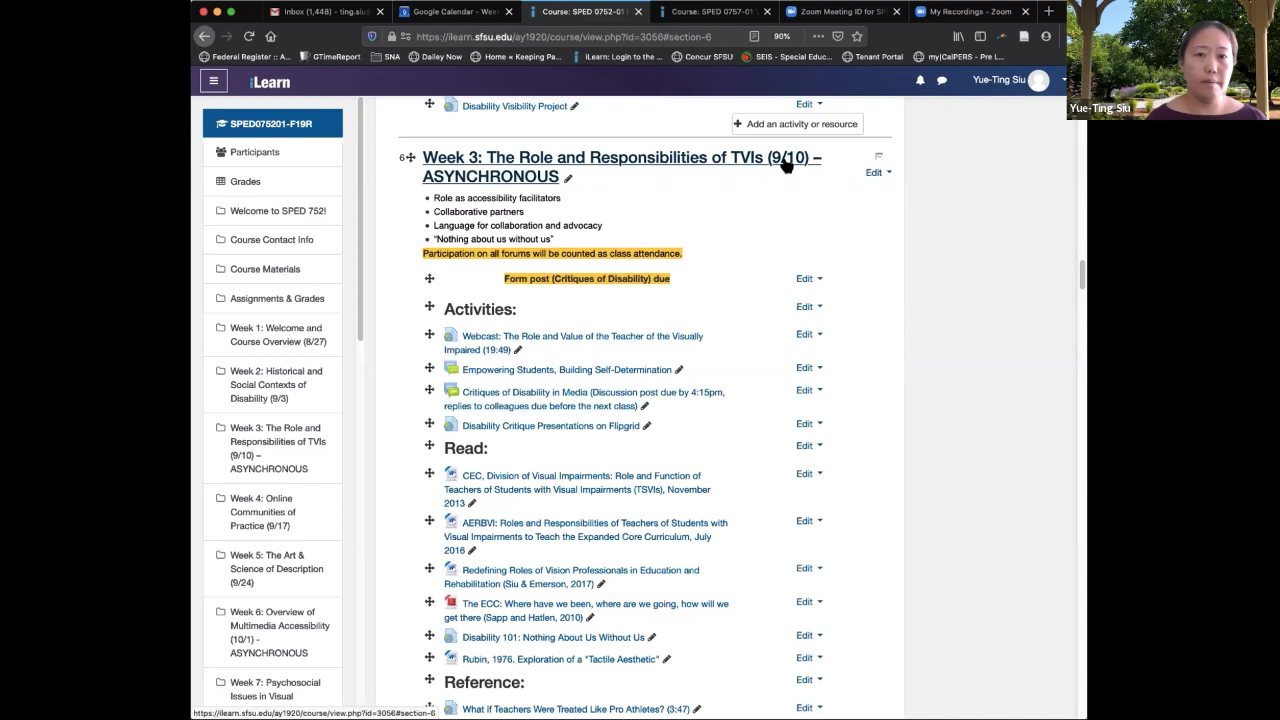 Inbox (1,448) - ting.siu@
Google Calendar - Week
Course: SPED 0752-01
Course: SPED 0757-01
Zoom Meeting ID for SP
My Recordings - Zoom
https://ilearn.sfsu.edu/ay1920/course/view.php?id=3056#section-6
90%
Federal Register :: A...
GTimeReport
SNA
Dailey Now
Home « Keeping Pa...
iLearn: Login to the ...
Concur SFSU
SEIS - Special Educ...
Tenant Portal
my|CalPERS - Pre L...
iLearn
Yue-Ting Siu
Yue-Ting Siu
SPED075201-F19R
Participants
Grades
Welcome to SPED 752!
Course Contact Info
Course Materials
Assignments & Grades
Week 1: Welcome and
Course Overview (8/27)
Week 2: Historical and
Social Contexts of
Disability (9/3)
Week 3: The Role and
Responsibilities of TVIs
(9/10) –
ASYNCHRONOUS
Week 4: Online
Communities of
Practice (9/17)
Week 5: The Art &
Science of Description
(9/24)
Week 6: Overview of
Multimedia Accessibility
(10/1) -
ASYNCHRONOUS
Week 7: Psychosocial
Issues in Visual
Disability Visibility Project
Edit
+ Add an activity or resource
6
Week 3: The Role and Responsibilities of TVIs (9/10) –
ASYNCHRONOUS
Edit
• Role as accessibility facilitators
• Collaborative partners
• Language for collaboration and advocacy
• "Nothing about us without us"
Participation on all forums will be counted as class attendance.
Form post (Critiques of Disability) due
Edit
Activities:
Edit
Webcast: The Role and Value of the Teacher of the Visually
Impaired (19:49)
Edit
Empowering Students, Building Self-Determination
Edit
Critiques of Disability in Media (Discussion post due by 4:15pm,
replies to colleagues due before the next class)
Edit
Disability Critique Presentations on Flipgrid
Edit
Read:
Edit
CEC, Division of Visual Impairments: Role and Function of
Teachers of Students with Visual Impairments (TSVIs), November
2013
Edit
AERBVI: Roles and Responsibilities of Teachers of Students with
Visual Impairments to Teach the Expanded Core Curriculum, July
2016
Edit
Redefining Roles of Vision Professionals in Education and
Rehabilitation (Siu & Emerson, 2017)
Edit
The ECC: Where have we been, where are we going, how will we
get there (Sapp and Hatlen, 2010)
Edit
Disability 101: Nothing About Us Without Us
Edit
Rubin, 1976. Exploration of a "Tactile Aesthetic"
Edit
Reference:
Edit
What if Teachers Were Treated Like Pro Athletes? (3:47)
Edit
https://ilearn.sfsu.edu/ay1920/course/view.php?id=3056#section-6